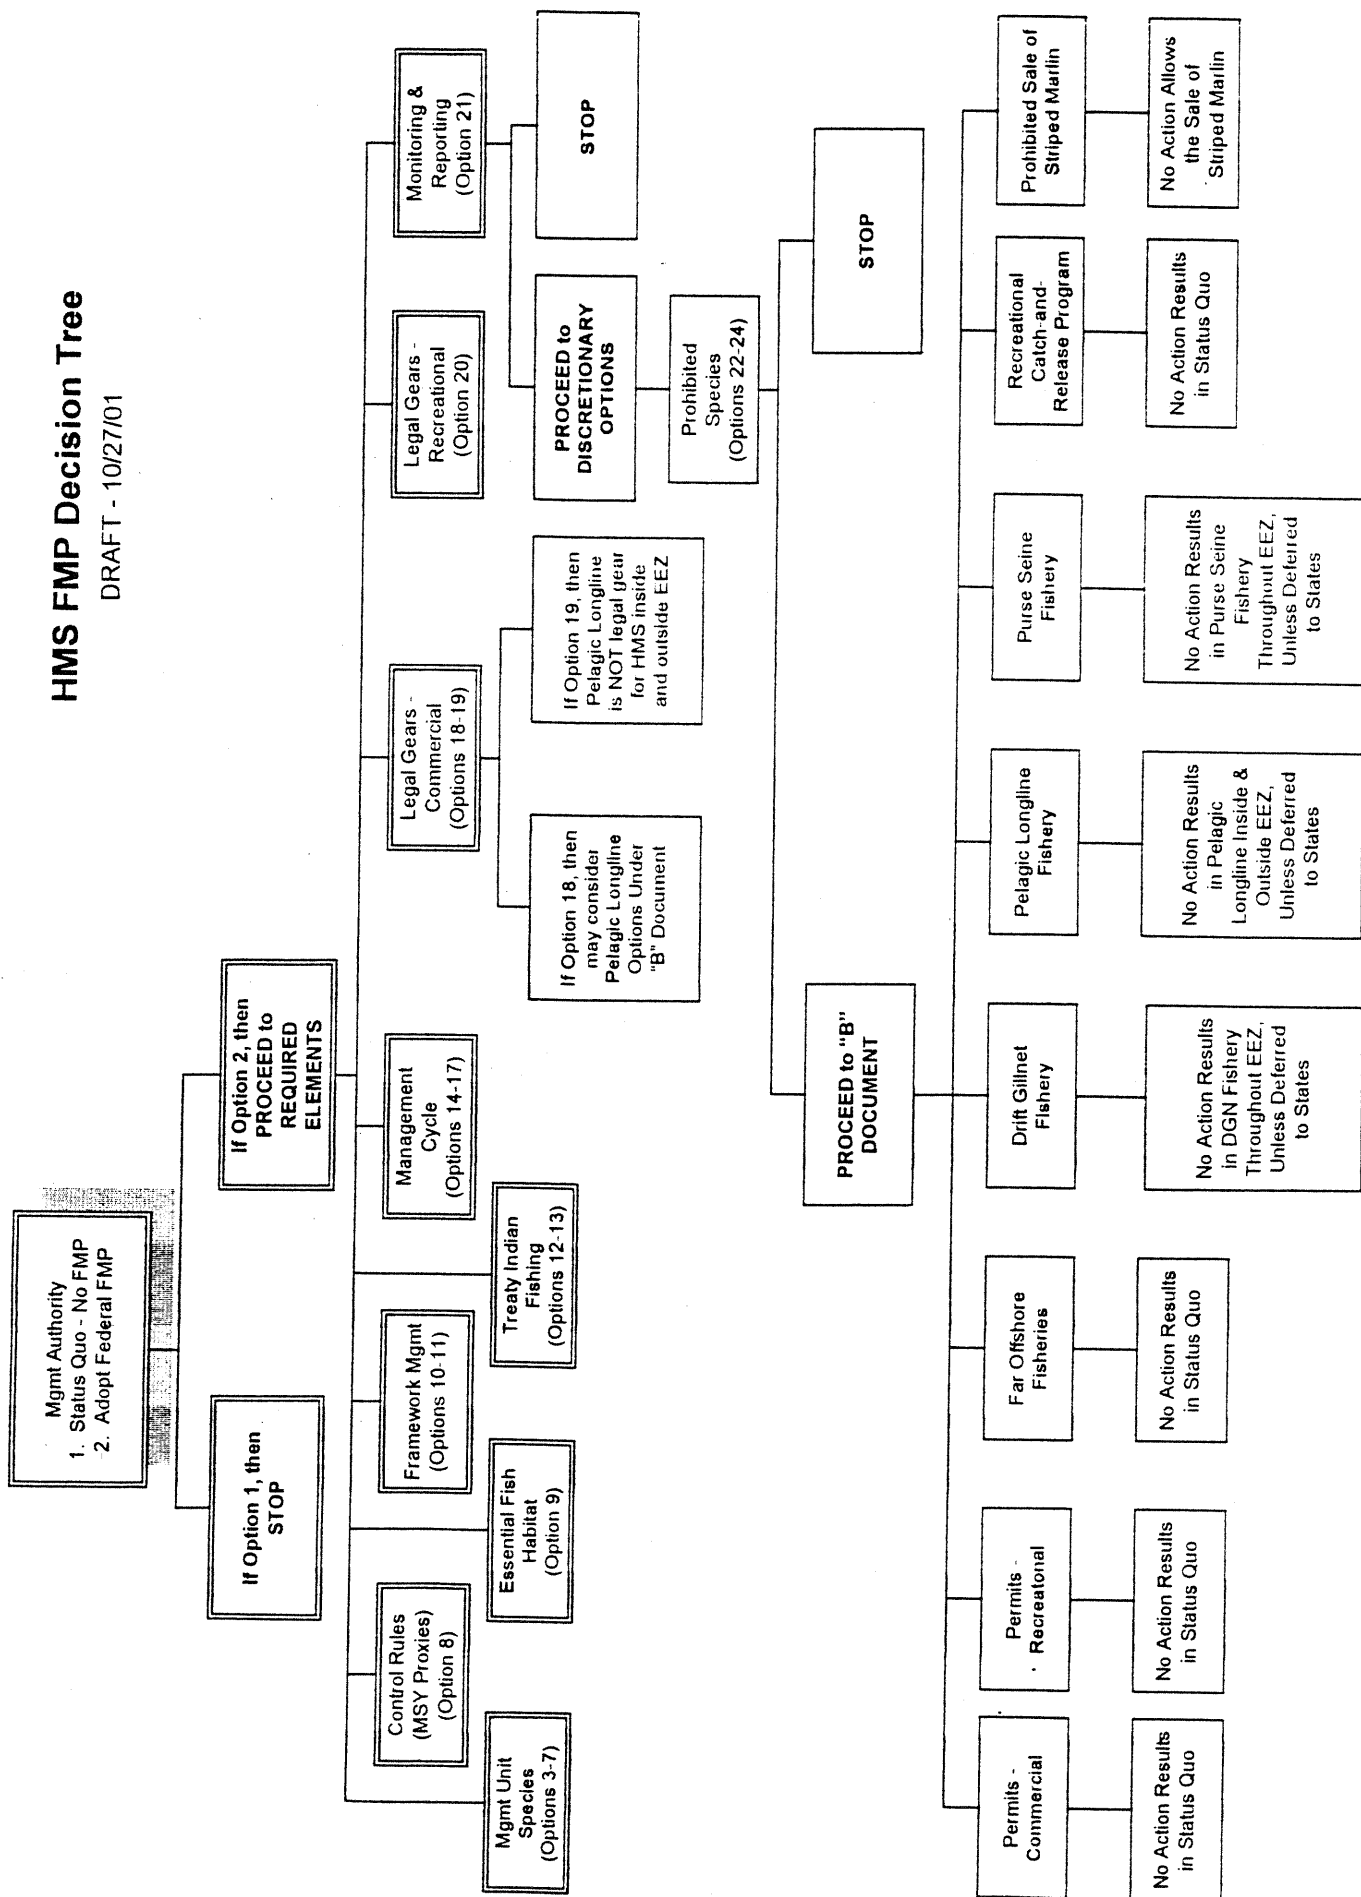 HMS FMP Decision Tree
DRAFT - 10/27/01
Mgmt Authority
1. Status Quo - No FMP
2. Adopt Federal FMP
If Option 1, then
STOP
If Option 2, then
PROCEED to
REQUIRED
ELEMENTS
Mgmt Unit
Species
(Options 3-7)
Control Rules
(MSY Proxies)
(Option 8)
Essential Fish
Habitat
(Option 9)
Framework Mgmt
(Options 10-11)
Treaty Indian
Fishing
(Options 12-13)
Management
Cycle
(Options 14-17)
Legal Gears -
Commercial
(Options 18-19)
Legal Gears -
Recreational
(Option 20)
Monitoring &
Reporting
(Option 21)
If Option 18, then
may consider
Pelagic Longlline
Options Under
"B" Document
If Option 19, then
Pelagic Longline
is NOT legal gear
for HMS inside
and outside EEZ
PROCEED to
DISCRETIONARY
OPTIONS
STOP
Prohibited
Species
(Options 22-24)
PROCEED to "B"
DOCUMENT
STOP
Permits -
Commercial
Permits -
Recreatonal
Far Offshore
Fisheries
Drift Gillnet
Fishery
Pelagic Longline
Fishery
Purse Seine
Fishery
Recreational
Catch-and-
Release Program
Prohibited Sale of
Striped Marlin
No Action Results
in Status Quo
No Action Results
in Status Quo
No Action Results
in Status Quo
No Action Results
in DGN Fishery
Throughout EEZ,
Unless Deferred
to States
No Action Results
in Pelagic
Longline Inside &
Outside EEZ,
Unless Deferred
to States
No Action Results
in Purse Seine
Fishery
Throughout EEZ,
Unless Deferred
to States
No Action Results
in Status Quo
No Action Allows
the Sale of
Striped Marlin